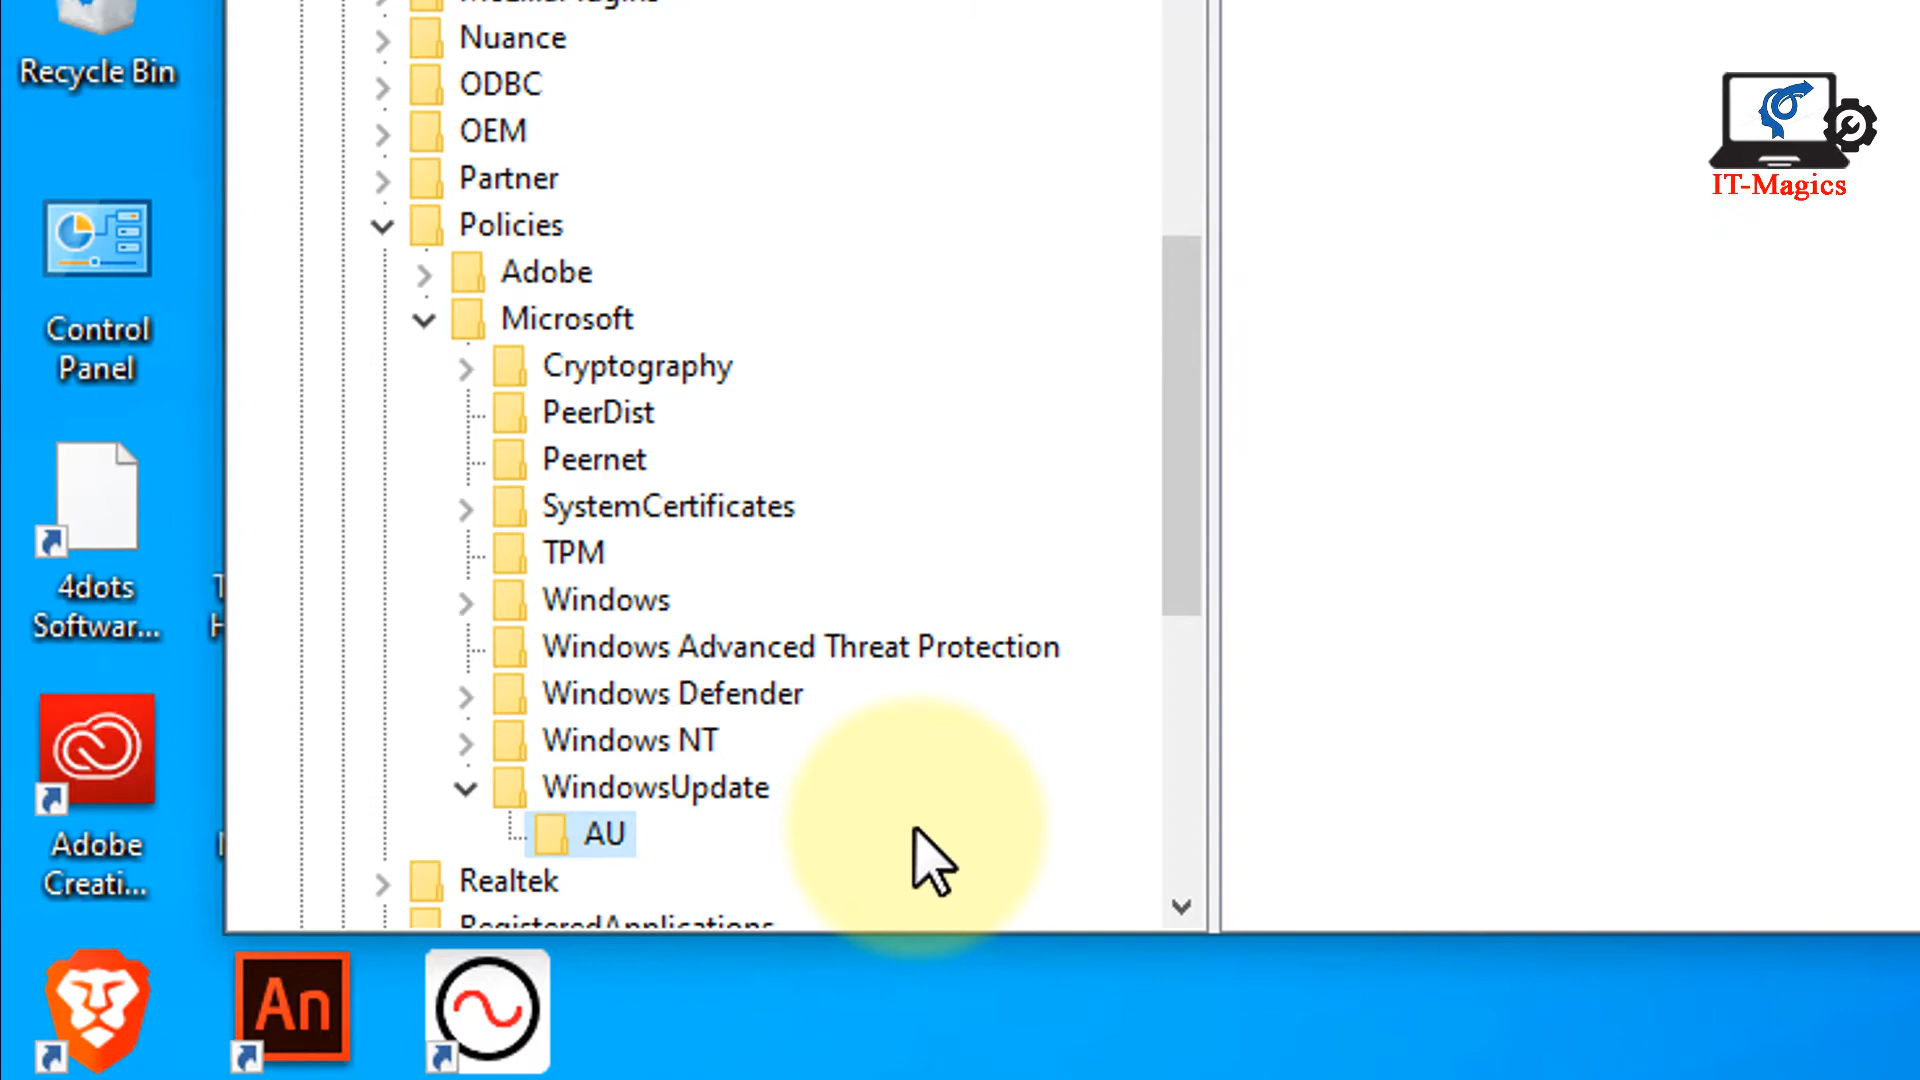 Recycle Bin
Control
Panel
4dots
Softwar...
Adobe
Creati...
Nuance
ODBC
OEM
Partner
Policies
Adobe
Microsoft
Cryptography
PeerDist
Peernet
SystemCertificates
TPM
Windows
Windows Advanced Threat Protection
Windows Defender
Windows NT
WindowsUpdate
AU
Realtek
RegisteredApplications
An
IT-Magics